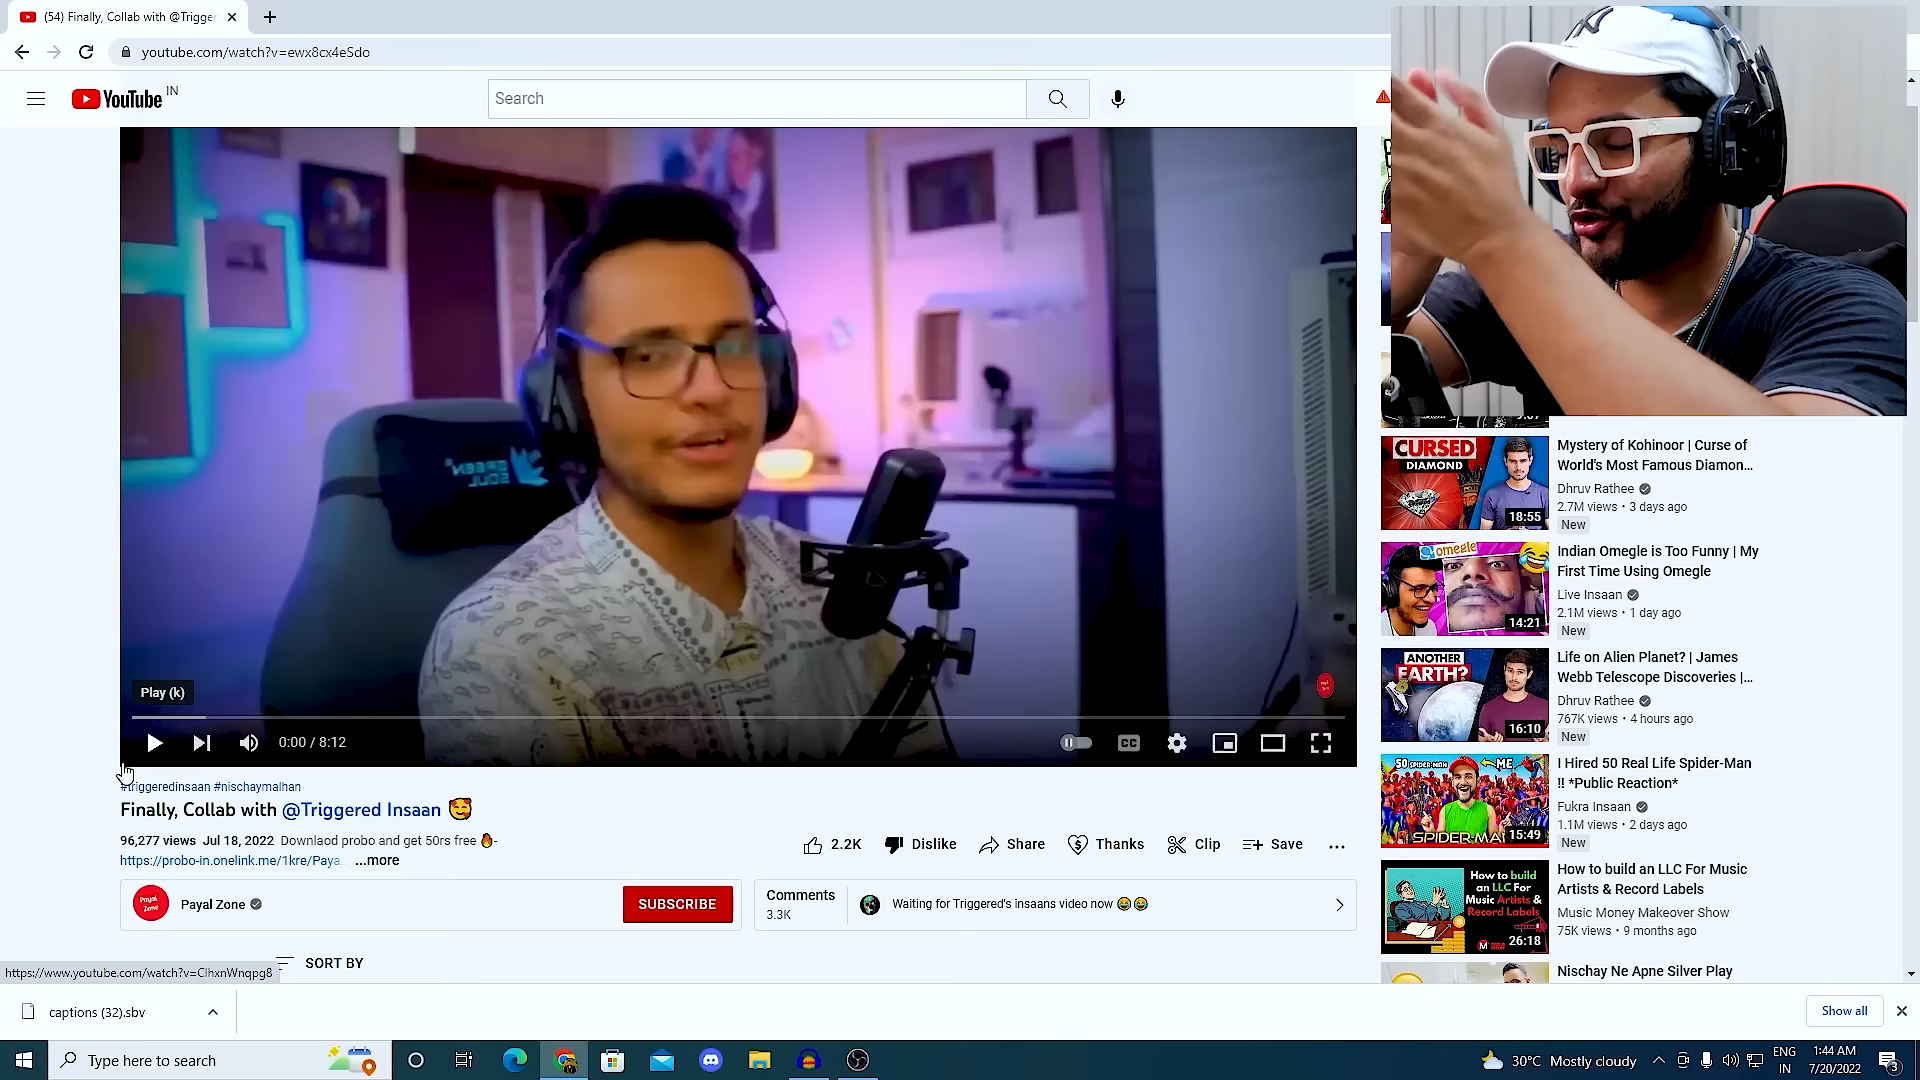 (54) Finally, Collab with @Trigger
youtube.com/watch?v=ewx8cx4eSdo
YouTube IN
Search
Play (k)
0:00 / 8:12
CC
#triggeredinsaan #nischaymalhan
Finally, Collab with @Triggered Insaan 🥰
96,277 views Jul 18, 2022 Downlaod probo and get 50rs free 🔥-
https://probo-in.onelink.me/1kre/Paya... ...more
2.2K Dislike Share Thanks Clip Save ...
Payal Zone
Payal Zone
SUBSCRIBE
Comments
3.3K
Waiting for Triggered's insaans video now 😂😂
SORT BY
https://www.youtube.com/watch?v=ClhxnWnqpg8
GREEN
SOUL
CURSED
DIAMOND
18:55
Mystery of Kohinoor | Curse of
World's Most Famous Diamon...
Dhruv Rathee
2.7M views • 3 days ago
New
omegle
14:21
Indian Omegle is Too Funny | My
First Time Using Omegle
Live Insaan
2.1M views • 1 day ago
New
ANOTHER
EARTH?
16:10
Life on Alien Planet? | James
Webb Telescope Discoveries |...
Dhruv Rathee
767K views • 4 hours ago
New
50 SPIDER-MAN ME
SPIDER-MA
15:49
I Hired 50 Real Life Spider-Man
!! *Public Reaction*
Fukra Insaan
1.1M views • 2 days ago
New
How to build
an LLC For
Music Artists &
Record Labels
26:18
How to build an LLC For Music
Artists & Record Labels
Music Money Makeover Show
75K views • 9 months ago
Nischay Ne Apne Silver Play
captions (32).sbv
Show all
Type here to search
30°C Mostly cloudy
ENG
IN
1:44 AM
7/20/2022
3